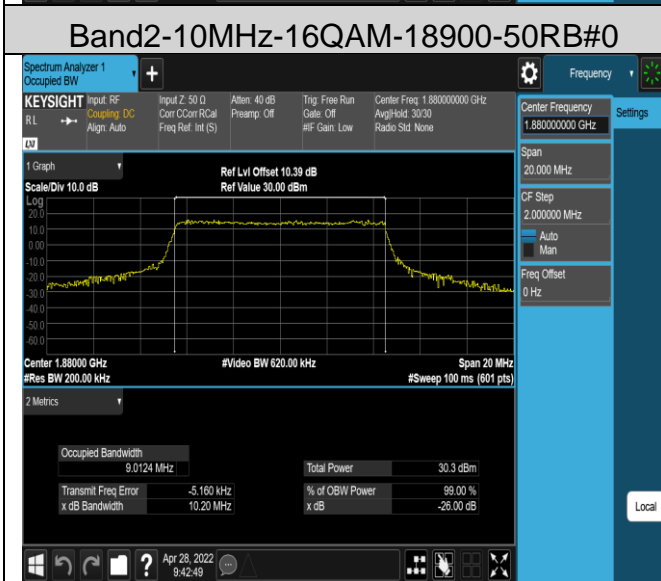 Band2-10MHz-16QAM-18900-50RB#0
Spectrum Analyzer 1
Occupied BW
+
Frequency
KEYSIGHT
RL
Input: RF
Coupling: DC
Align: Auto
Input Z: 50 Ω
Corr CCorr RCal
Freq Ref: Int (S)
Atten: 40 dB
Preamp: Off
Trig: Free Run
Gate: Off
#IF Gain: Low
Center Freq: 1.880000000 GHz
Avg|Hold: 30/30
Radio Std: None
LXI
Center Frequency
1.880000000 GHz
Settings
Span
20.000 MHz
CF Step
2.000000 MHz
Auto
Man
Freq Offset
0 Hz
Local
1 Graph
Scale/Div 10.0 dB
Ref Lvl Offset 10.39 dB
Ref Value 30.00 dBm
Log
20.0
10.0
0.00
-10.0
-20.0
-30.0
-40.0
-50.0
-60.0
Center 1.88000 GHz
#Video BW 620.00 kHz
Span 20 MHz
#Res BW 200.00 kHz
#Sweep 100 ms (601 pts)
2 Metrics
Occupied Bandwidth
9.0124 MHz
Total Power 30.3 dBm
Transmit Freq Error -5.160 kHz
% of OBW Power 99.00 %
x dB Bandwidth 10.20 MHz
x dB -26.00 dB
?
Apr 28, 2022
9:42:49